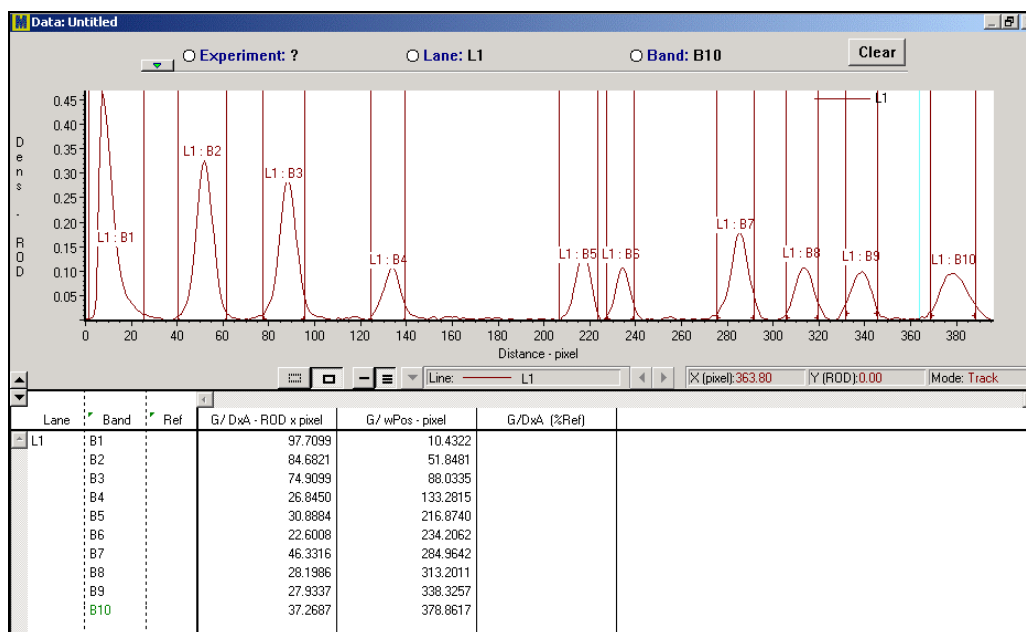 Data: Untitled
Experiment: ?
Lane: L1
Band: B10
Clear
Dens - ROD
0.45
0.40
0.35
0.30
0.25
0.20
0.15
0.10
0.05
L1
L1 : B1
L1 : B2
L1 : B3
L1 : B4
L1 : B5
L1 : B6
L1 : B7
L1 : B8
L1 : B9
L1 : B10
0 20 40 60 80 100 120 140 160 180 200 220 240 260 280 300 320 340 360 380
Distance - pixel
Line: L1
X (pixel):363.80
Y (ROD):0.00
Mode: Track
Lane Band Ref G/ DxA - ROD x pixel G/ wPos - pixel G/DxA (%Ref)
L1 B1 97.7099 10.4322
B2 84.6821 51.8481
B3 74.9099 88.0335
B4 26.8450 133.2815
B5 30.8884 216.8740
B6 22.6008 234.2062
B7 46.3316 284.9642
B8 28.1986 313.2011
B9 27.9337 338.3257
B10 37.2687 378.8617